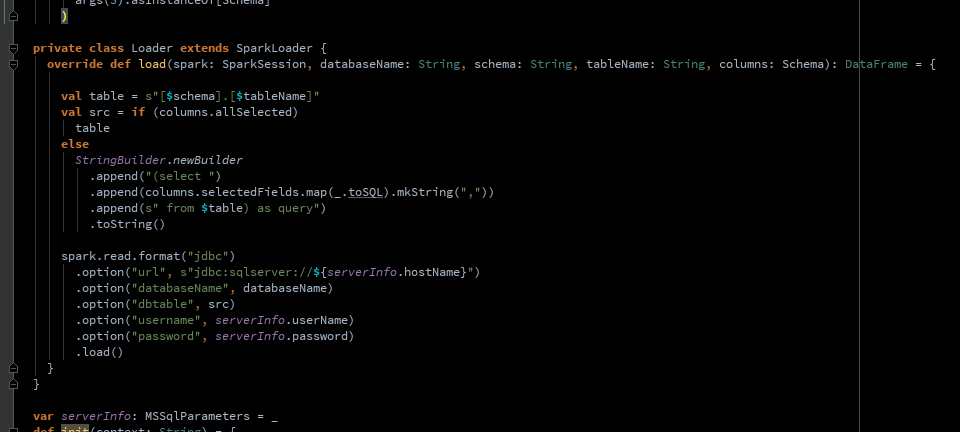 args(3).asInstanceOf[Schema]
)
private class Loader extends SparkLoader {
override def load(spark: SparkSession, databaseName: String, schema: String, tableName: String, columns: Schema): DataFrame = {
val table = s"[$schema].[$tableName]"
val src = if (columns.allSelected)
table
else
StringBuilder.newBuilder
.append("(select ")
.append(columns.selectedFields.map(_.toSQL).mkString(","))
.append(s" from $table) as query")
.toString()
spark.read.format("jdbc")
.option("url", s"jdbc:sqlserver://${serverInfo.hostName}")
.option("databaseName", databaseName)
.option("dbtable", src)
.option("username", serverInfo.userName)
.option("password", serverInfo.password)
.load()
}
}
var serverInfo: MSSqlParameters = _
def init(context: String) = {